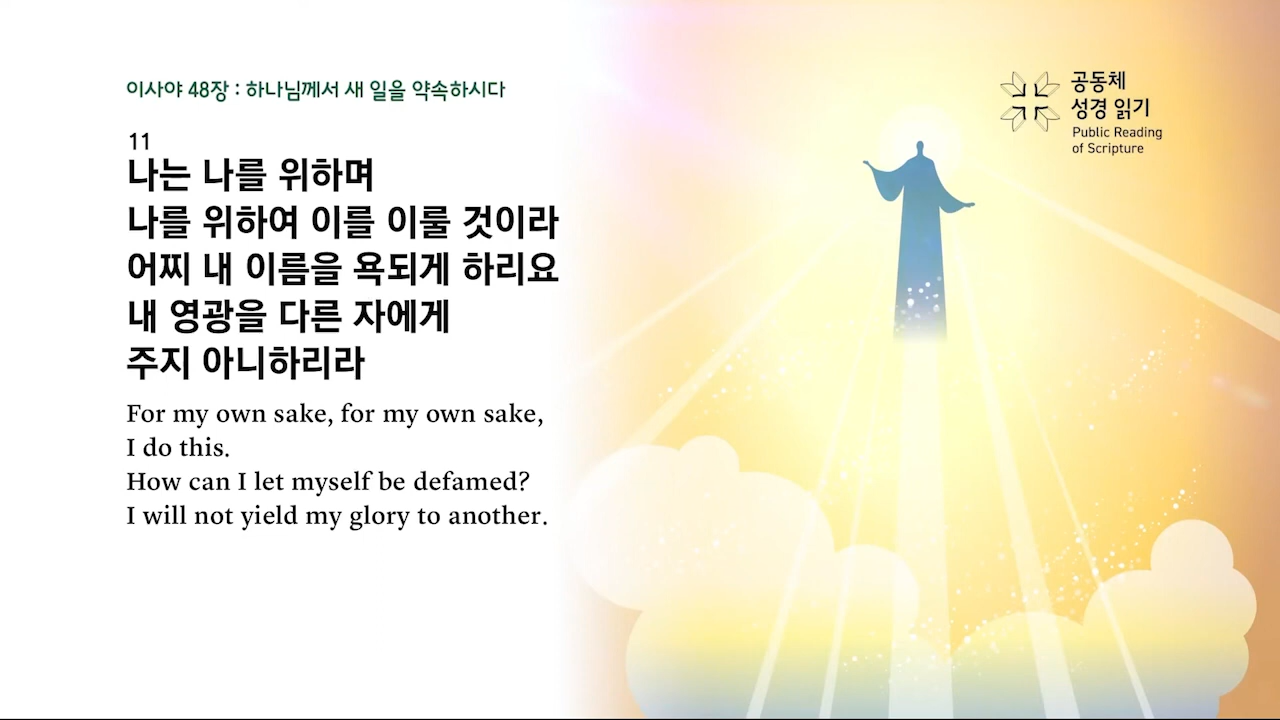 이사야 48장 : 하나님께서 새 일을 약속하시다
공동체
성경 읽기
Public Reading
of Scripture
11
나는 나를 위하며
나를 위하여 이를 이룰 것이라
어찌 내 이름을 욕되게 하리요
내 영광을 다른 자에게
주지 아니하리라
For my own sake, for my own sake,
I do this.
How can I let myself be defamed?
I will not yield my glory to another.